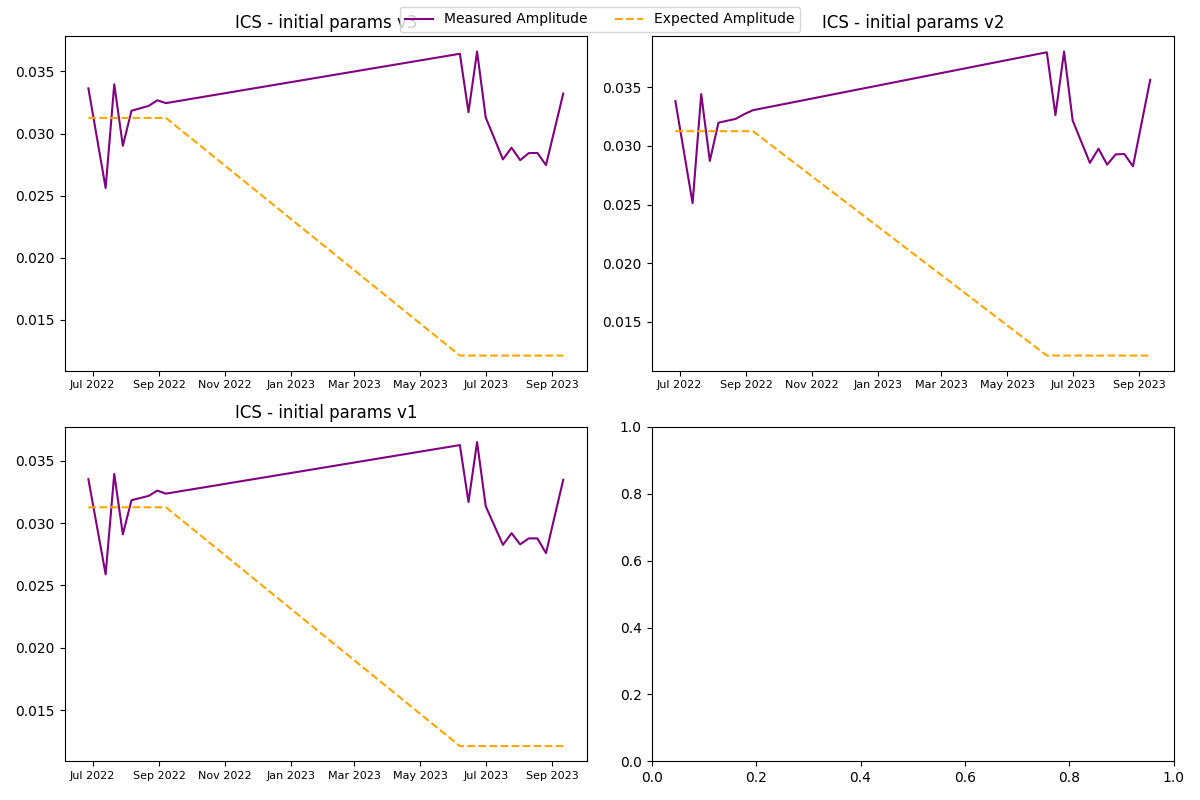 Measured Amplitude Expected Amplitude
ICS - initial params v3
0.035
0.030
0.025
0.020
0.015
Jul 2022 Sep 2022 Nov 2022 Jan 2023 Mar 2023 May 2023 Jul 2023 Sep 2023
ICS - initial params v2
0.035
0.030
0.025
0.020
0.015
Jul 2022 Sep 2022 Nov 2022 Jan 2023 Mar 2023 May 2023 Jul 2023 Sep 2023
ICS - initial params v1
0.035
0.030
0.025
0.020
0.015
Jul 2022 Sep 2022 Nov 2022 Jan 2023 Mar 2023 May 2023 Jul 2023 Sep 2023
1.0
0.8
0.6
0.4
0.2
0.0
0.0 0.2 0.4 0.6 0.8 1.0